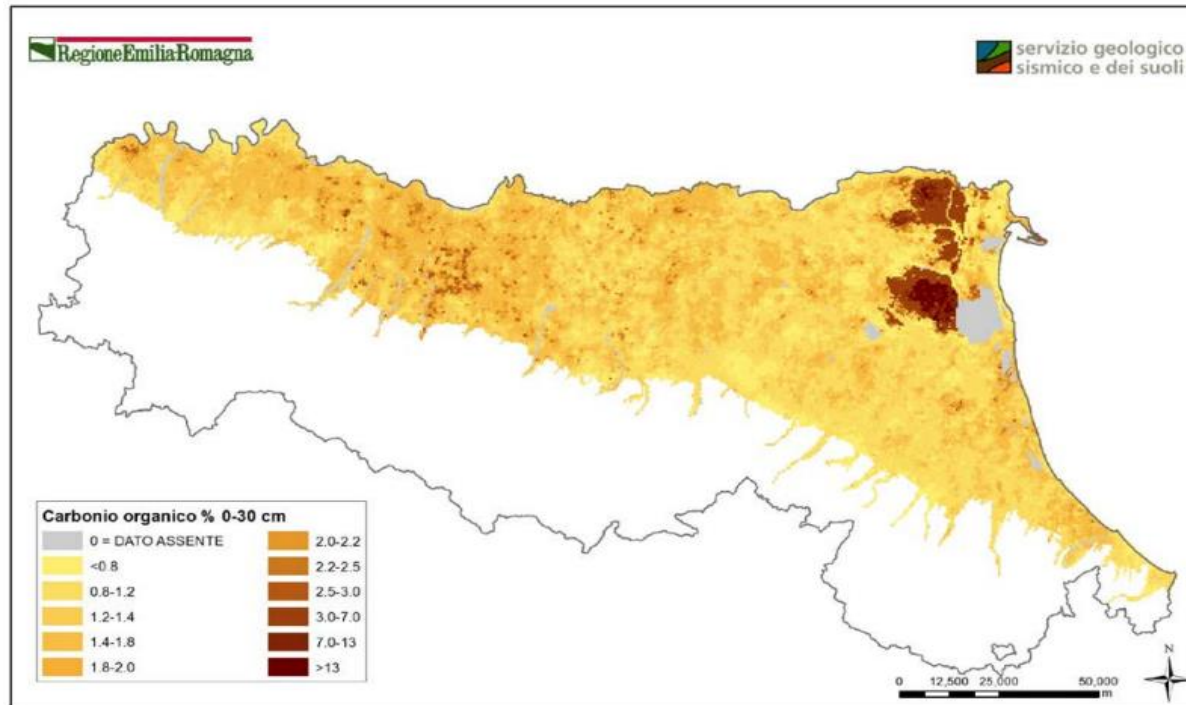 RegioneEmilia-Romagna
servizio geologico
sismico e dei suoli
Carbonio organico % 0-30 cm
0 = DATO ASSENTE
<0.8
0.8-1.2
1.2-1.4
1.4-1.8
1.8-2.0
2.0-2.2
2.2-2.5
2.5-3.0
3.0-7.0
7.0-13
>13
N
0 12,500 25,000 50,000
m